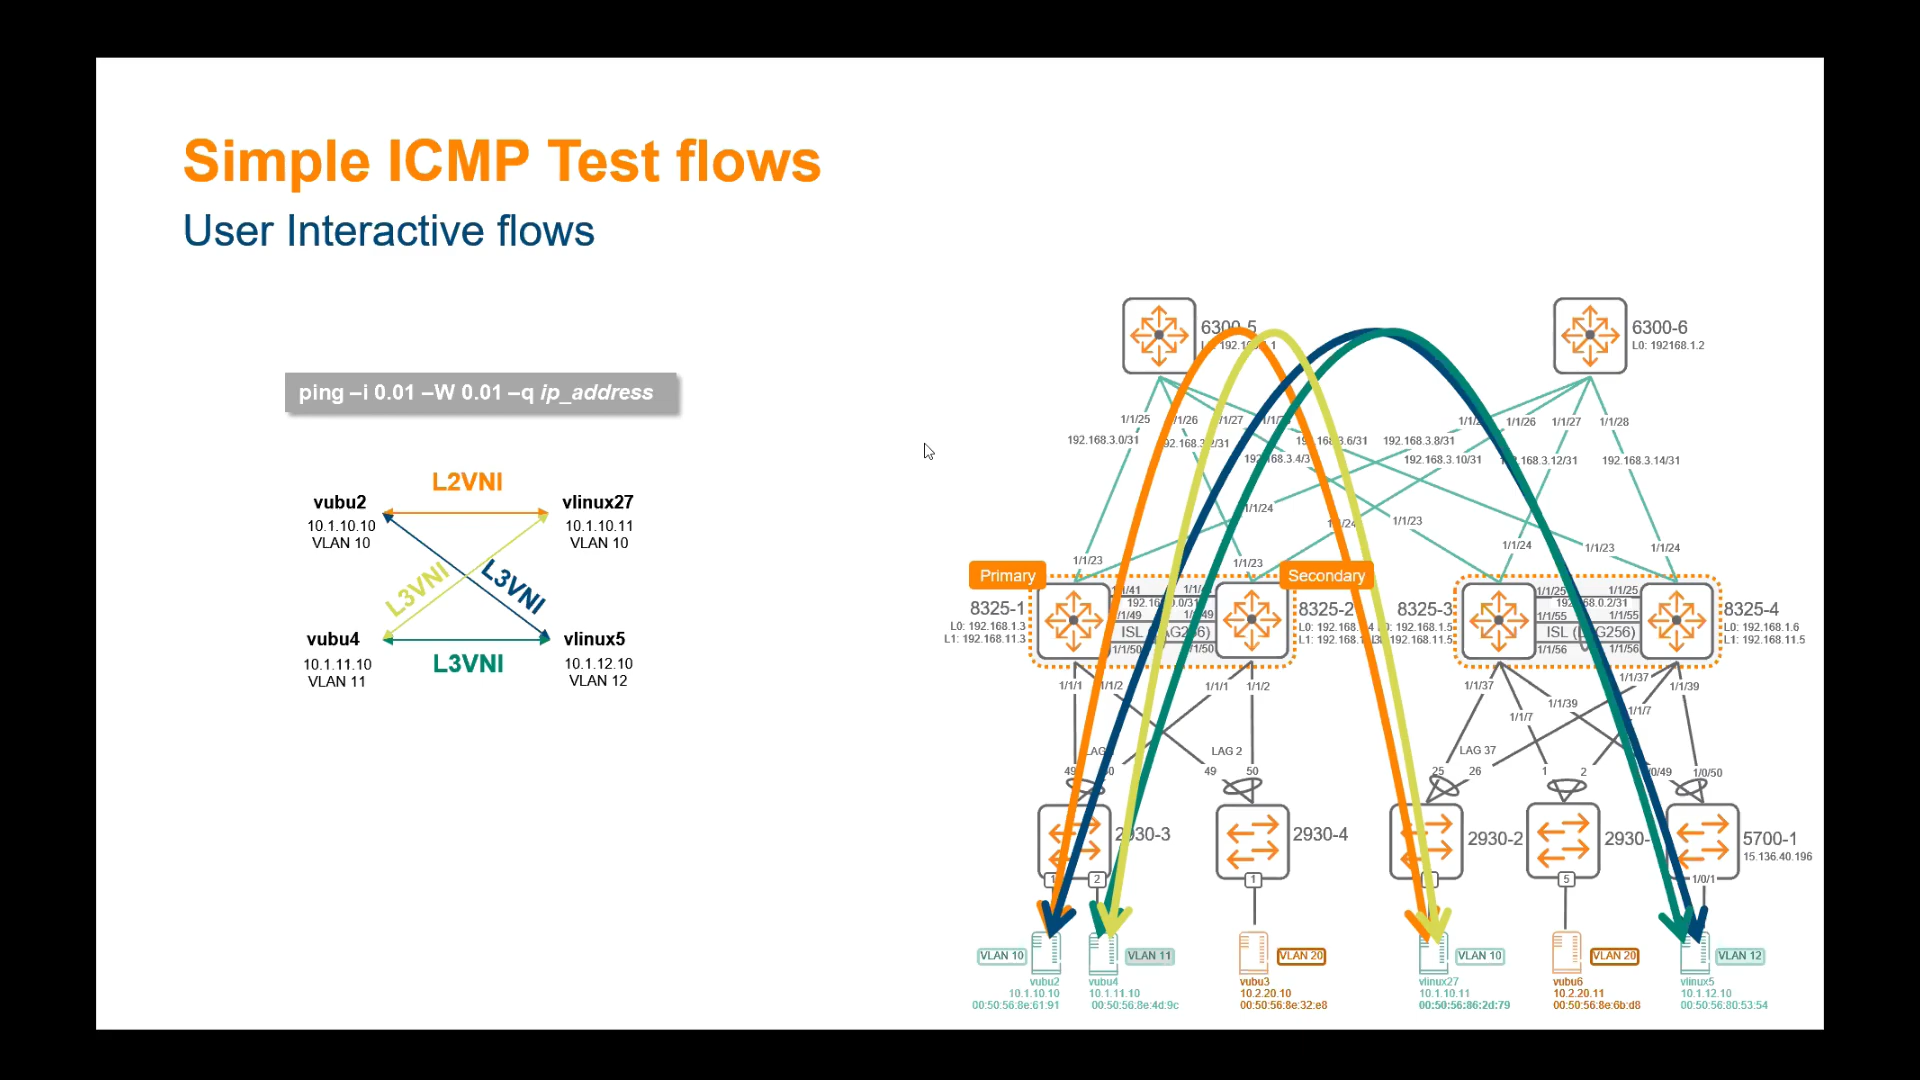 Simple ICMP Test flows
User Interactive flows
ping –i 0.01 –W 0.01 –q ip_address
L2VNI
vubu2
vlinux27
10.1.10.10
10.1.10.11
VLAN 10
VLAN 10
L3VNI
L3VNI
vubu4
vlinux5
L3VNI
10.1.11.10
10.1.12.10
VLAN 11
VLAN 12
6300-5
6300-6
L0: 192168.1.2
1/1/25
1/1/26
1/1/27
1/1/28
192.168.3.0/31
192.168.3.8/31
192.168.3.10/31
192.168.3.14/31
1/1/24
1/1/23
1/1/24
1/1/23
1/1/24
1/1/23
1/1/23
Primary
Secondary
8325-1
L0: 192.168.1.3
L1: 192.168.11.3
1/1/49
1/1/50
8325-2
8325-3
1/1/25
1/1/25
1/1/55
1/1/55
1/1/56
1/1/56
8325-4
L0: 192.168.1.6
L1: 192.168.11.5
1/1/1
1/1/2
1/1/1
1/1/2
1/1/37
1/1/7
1/1/39
1/1/37
1/1/7
1/1/39
LAG 2
LAG 37
49
49
50
25
26
1
2
1/0/50
2930-3
2930-4
2930-2
2930-
5700-1
15.136.40.196
2
1
5
1/0/1
VLAN 10
VLAN 11
VLAN 20
VLAN 10
VLAN 20
VLAN 12
vubu2
10.1.10.10
00:50:56:8e:61:91
vubu4
10.1.11.10
00:50:56:8e:4d:9c
vubu3
10.2.20.10
00:50:56:8e:32:e8
vlinux27
10.1.10.11
00:50:56:86:2d:79
vubu6
10.2.20.11
00:50:56:8e:6b:d8
vlinux5
10.1.12.10
00:50:56:80:53:54